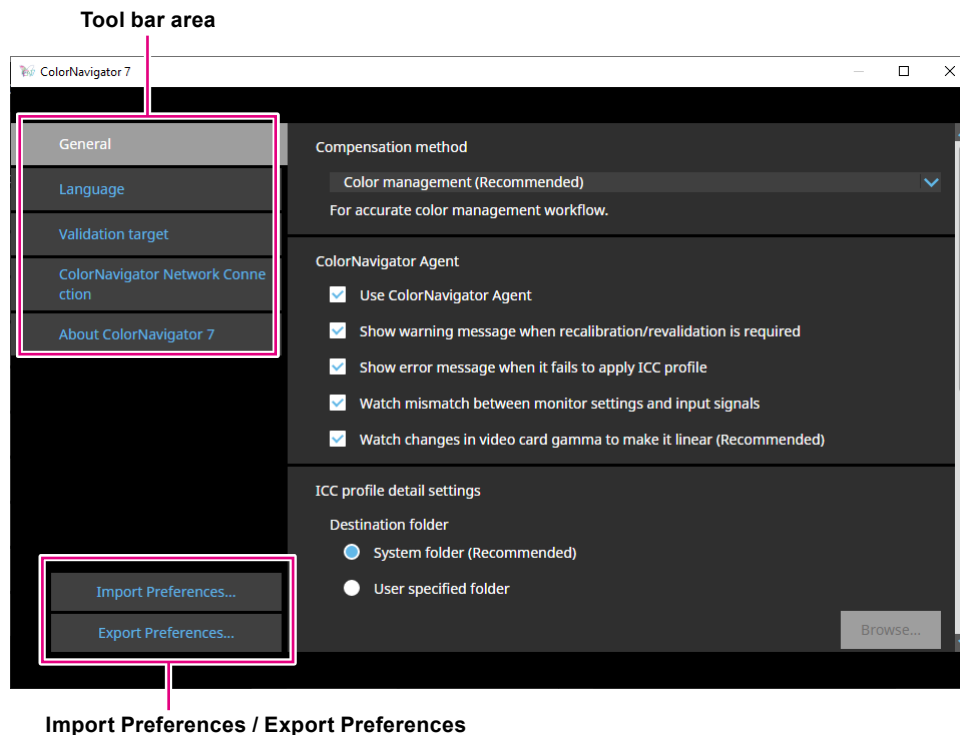 Tool bar area
ColorNavigator 7
General
Language
Validation target
ColorNavigator Network Conne
ction
About ColorNavigator 7
Import Preferences...
Export Preferences...
Compensation method
Color management (Recommended)
For accurate color management workflow.
ColorNavigator Agent
Use ColorNavigator Agent
Show warning message when recalibration/revalidation is required
Show error message when it fails to apply ICC profile
Watch mismatch between monitor settings and input signals
Watch changes in video card gamma to make it linear (Recommended)
ICC profile detail settings
Destination folder
System folder (Recommended)
User specified folder
Browse...
Import Preferences / Export Preferences